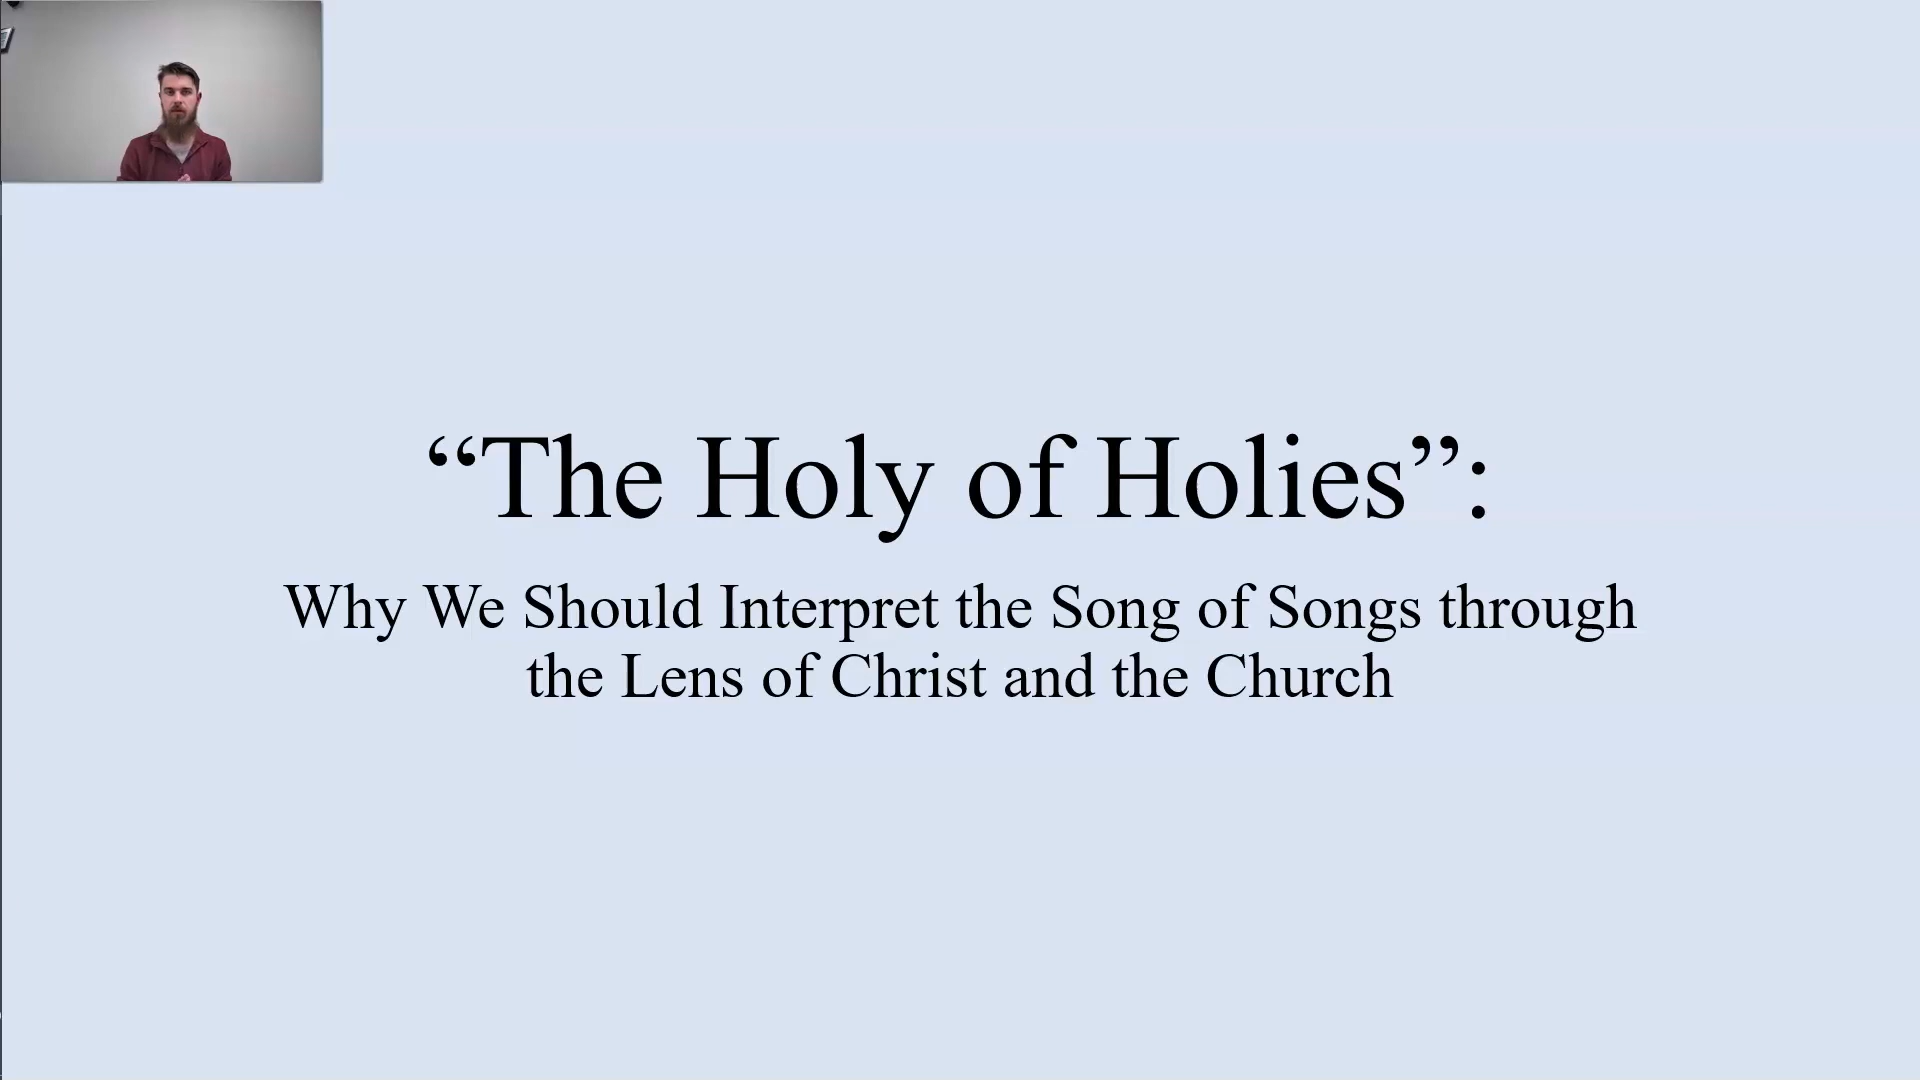 “The Holy of Holies”:
Why We Should Interpret the Song of Songs through
the Lens of Christ and the Church